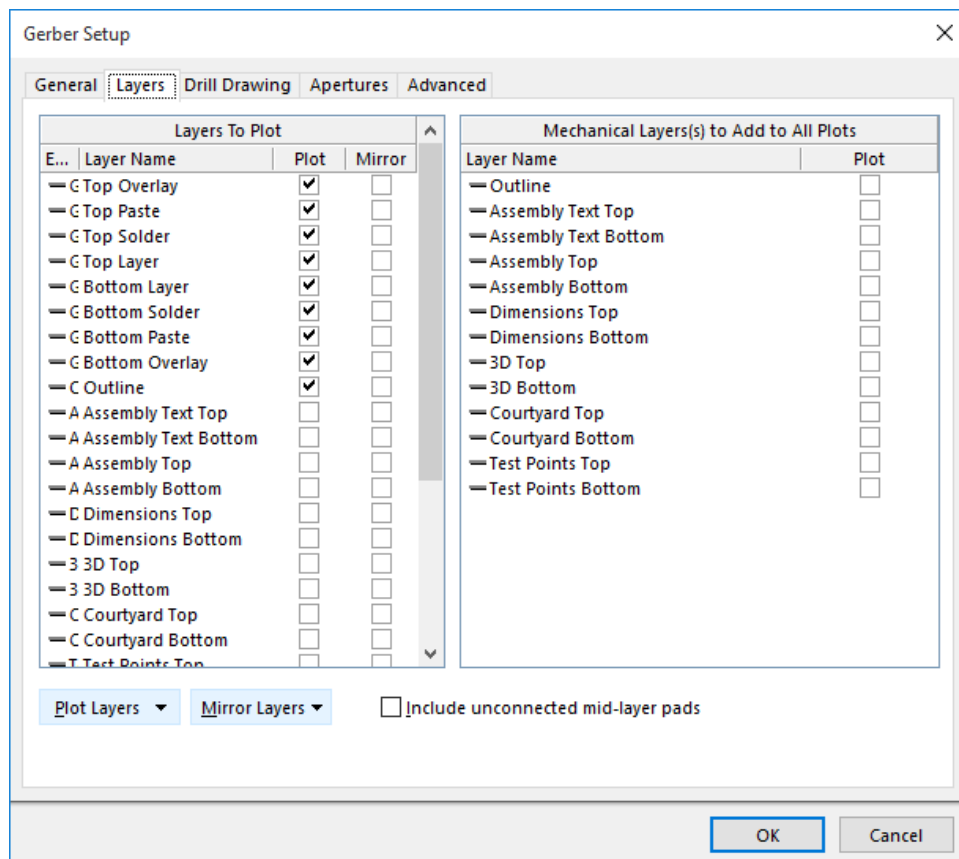 Gerber Setup
General Layers Drill Drawing Apertures Advanced
Layers To Plot
E... Layer Name Plot Mirror
G Top Overlay
G Top Paste
G Top Solder
G Top Layer
G Bottom Layer
G Bottom Solder
G Bottom Paste
G Bottom Overlay
C Outline
A Assembly Text Top
A Assembly Text Bottom
A Assembly Top
A Assembly Bottom
D Dimensions Top
D Dimensions Bottom
3 3D Top
3 3D Bottom
C Courtyard Top
C Courtyard Bottom
T Test Points Top
Mechanical Layers(s) to Add to All Plots
Layer Name Plot
Outline
Assembly Text Top
Assembly Text Bottom
Assembly Top
Assembly Bottom
Dimensions Top
Dimensions Bottom
3D Top
3D Bottom
Courtyard Top
Courtyard Bottom
Test Points Top
Test Points Bottom
Plot Layers Mirror Layers Include unconnected mid-layer pads
OK Cancel